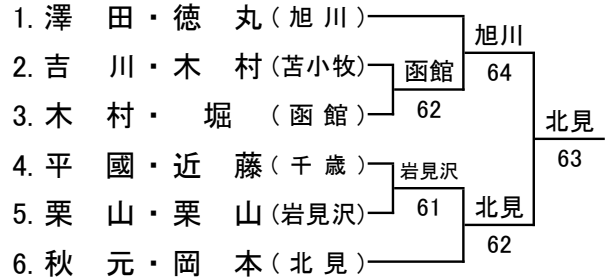 1. 澤 田・徳 丸(旭川)
旭川
2. 吉 川・木 村(苫小牧)
函館
64
3. 木 村・ 堀 (函館)
62
北見
4. 平 國・近 藤(千歳)
岩見沢
63
5. 栗 山・栗 山(岩見沢)
61
北見
6. 秋 元・岡 本(北見)
62